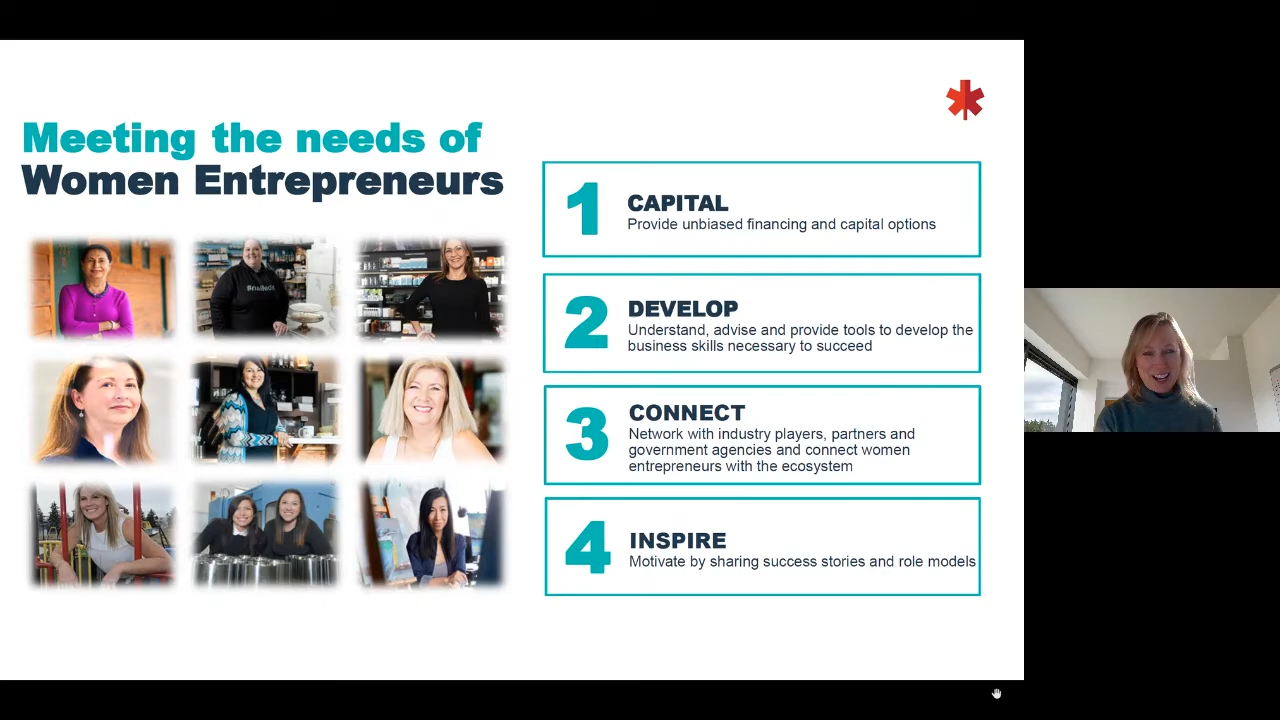 Meeting the needs of
Women Entrepreneurs
1
CAPITAL
Provide unbiased financing and capital options
2
DEVELOP
Understand, advise and provide tools to develop the
business skills necessary to succeed
3
CONNECT
Network with industry players, partners and
government agencies and connect women
entrepreneurs with the ecosystem
4
INSPIRE
Motivate by sharing success stories and role models